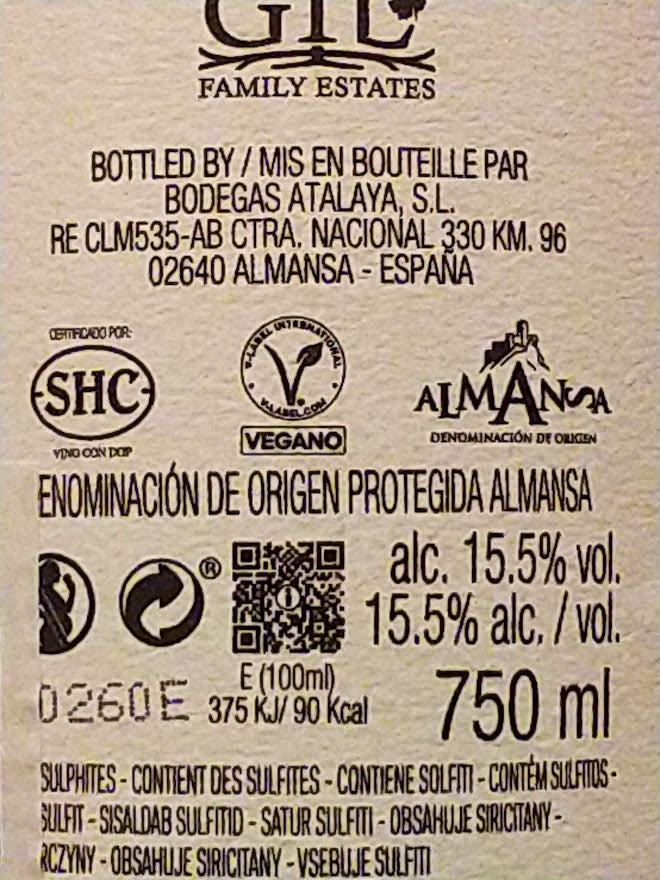 GIL
FAMILY ESTATES
BOTTLED BY / MIS EN BOUTEILLE PAR
BODEGAS ATALAYA, S.L.
RE CLM535-AB CTRA. NACIONAL 330 KM. 96
02640 ALMANSA - ESPAÑA
CERTIFICADO POR:
SHC
VINO CON DOP
V-LABEL INTERNATIONAL
V-LABEL.COM
VEGANO
ALMANSA
DENOMINACIÓN DE ORIGEN
ENOMINACIÓN DE ORIGEN PROTEGIDA ALMANSA
®
alc. 15.5% vol.
15.5% alc. / vol.
0260E
E (100ml)
375 KJ/ 90 Kcal
750 ml
SULPHITES - CONTIENT DES SULFITES - CONTIENE SOLFITI - CONTÉM SULFITOS -
SULFIT - SISALDAB SULFITID - SATUR SULFITI - OBSAHUJE SIRICITANY -
RCZYNY - OBSAHUJE SIRICITANY - VSEBUJE SULFITI